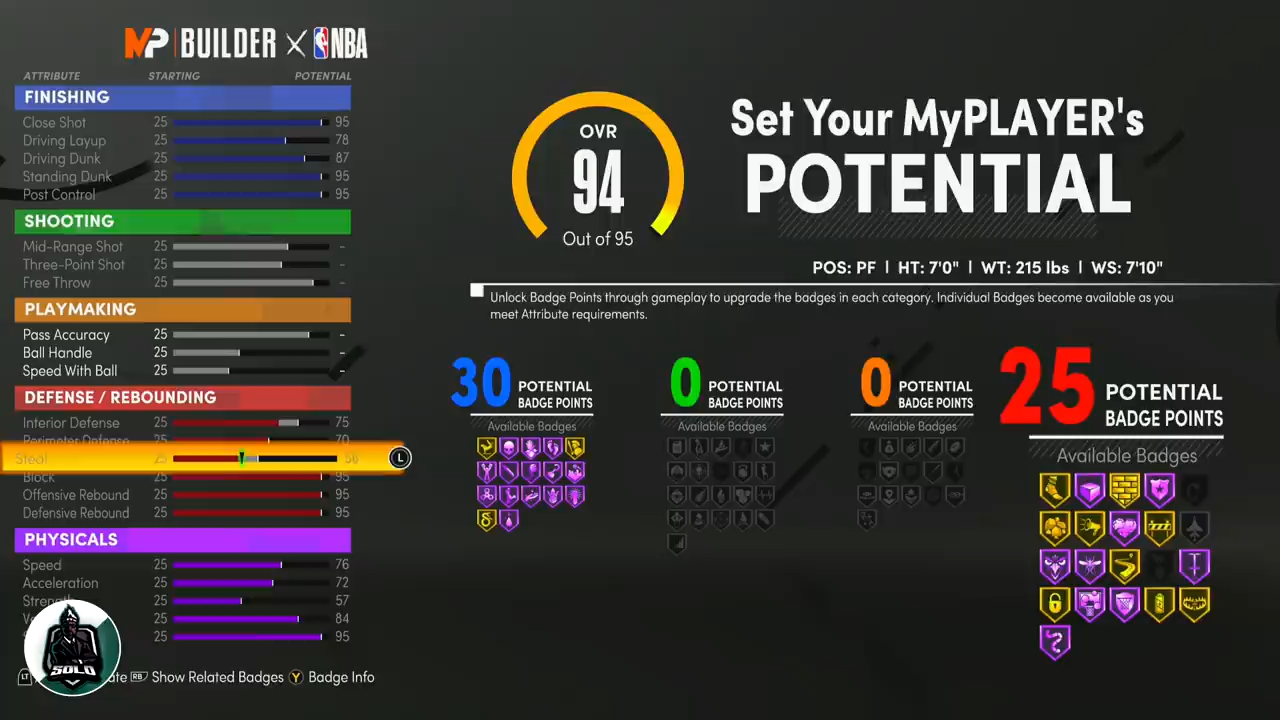 MP | BUILDER X NBA
ATTRIBUTE STARTING POTENTIAL
FINISHING
Close Shot 25 95
Driving Layup 25 78
Driving Dunk 25 87
Standing Dunk 25 95
Post Control 25 95
SHOOTING
Mid-Range Shot 25 -
Three-Point Shot 25 -
Free Throw 25 -
PLAYMAKING
Pass Accuracy 25 -
Ball Handle 25 -
Speed With Ball 25 -
DEFENSE / REBOUNDING
Interior Defense 25 75
Perimeter Defense 25 70
Steal 25
Block 25 95
Offensive Rebound 25 95
Defensive Rebound 25 95
PHYSICALS
Speed 25 76
Acceleration 25 72
Strength 25 57
25 84
25 95
SOLO
LT RB Show Related Badges Y Badge Info
OVR
94
Out of 95
Set Your MyPLAYER's
POTENTIAL
POS: PF | HT: 7'0" | WT: 215 lbs | WS: 7'10"
Unlock Badge Points through gameplay to upgrade the badges in each category. Individual Badges become available as you
meet Attribute requirements.
30 POTENTIAL BADGE POINTS
Available Badges
0 POTENTIAL BADGE POINTS
Available Badges
0 POTENTIAL BADGE POINTS
Available Badges
25 POTENTIAL BADGE POINTS
Available Badges
L